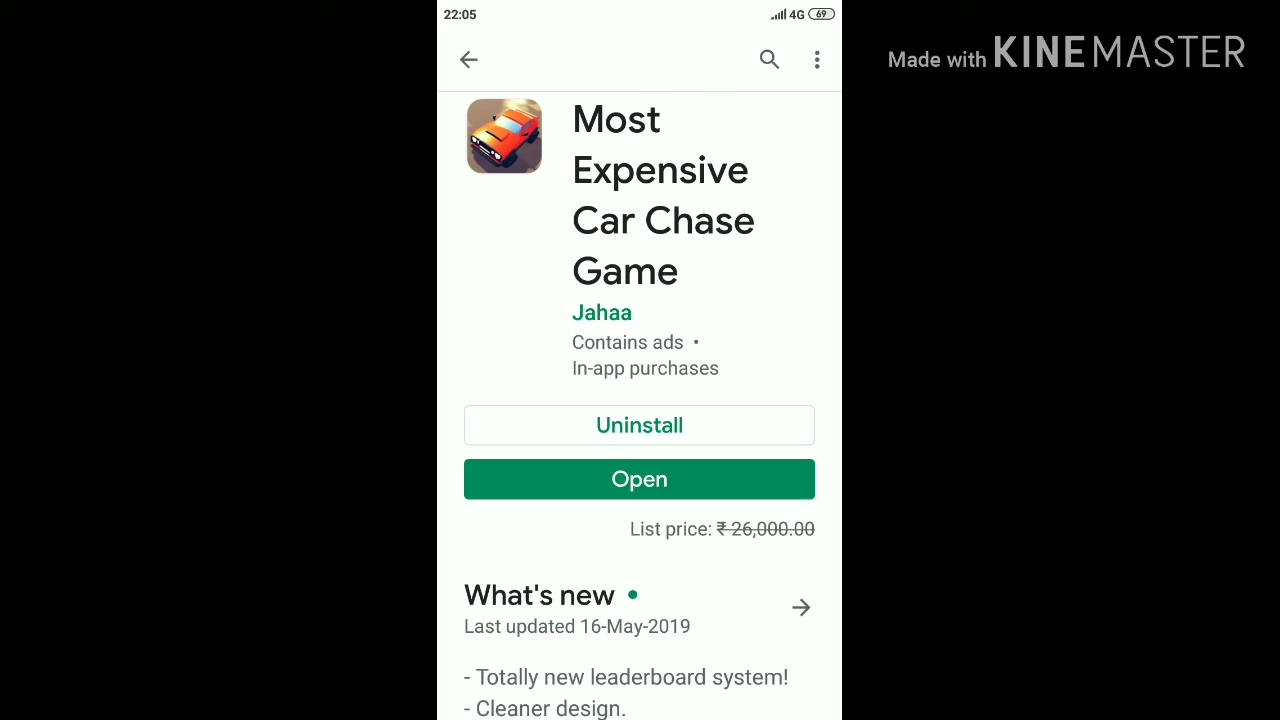 22:05
4G 69
Made with KINEMASTER
Most
Expensive
Car Chase
Game
Jahaa
Contains ads •
In-app purchases
Uninstall
Open
List price: ₹ 26,000.00
What's new •
Last updated 16-May-2019
- Totally new leaderboard system!
- Cleaner design.